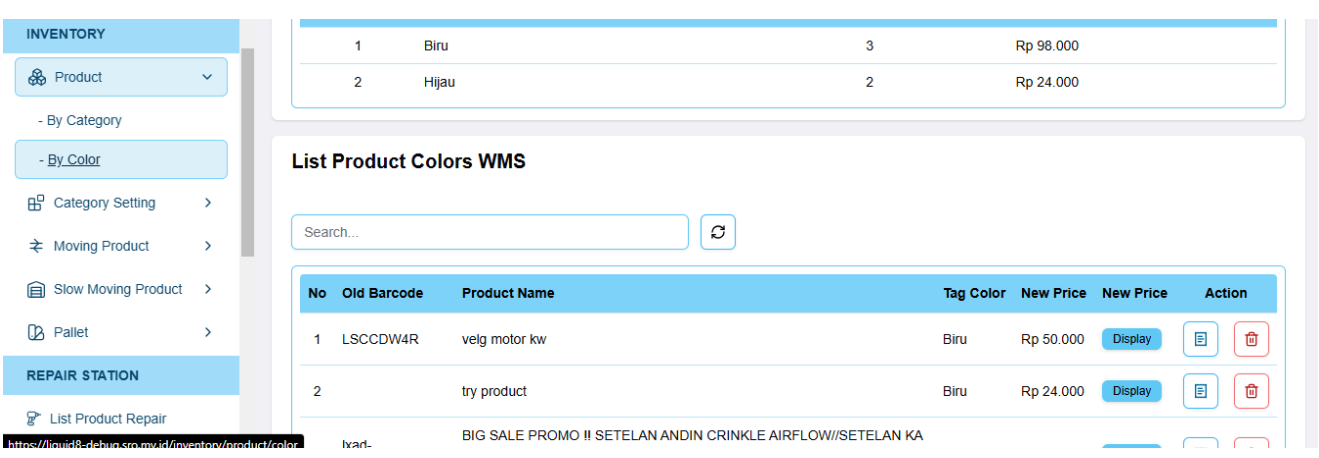 INVENTORY
Product
- By Category
- By Color
Category Setting
Moving Product
Slow Moving Product
Pallet
REPAIR STATION
List Product Repair
https://liquid8-debug.sro.my.id/inventory/product/color
1 Biru 3 Rp 98.000
2 Hijau 2 Rp 24.000
List Product Colors WMS
Search...
No Old Barcode Product Name Tag Color New Price New Price Action
1 LSCCDW4R velg motor kw Biru Rp 50.000 Display
2 try product Biru Rp 24.000 Display
lxad-
BIG SALE PROMO !! SETELAN ANDIN CRINKLE AIRFLOW//SETELAN KA